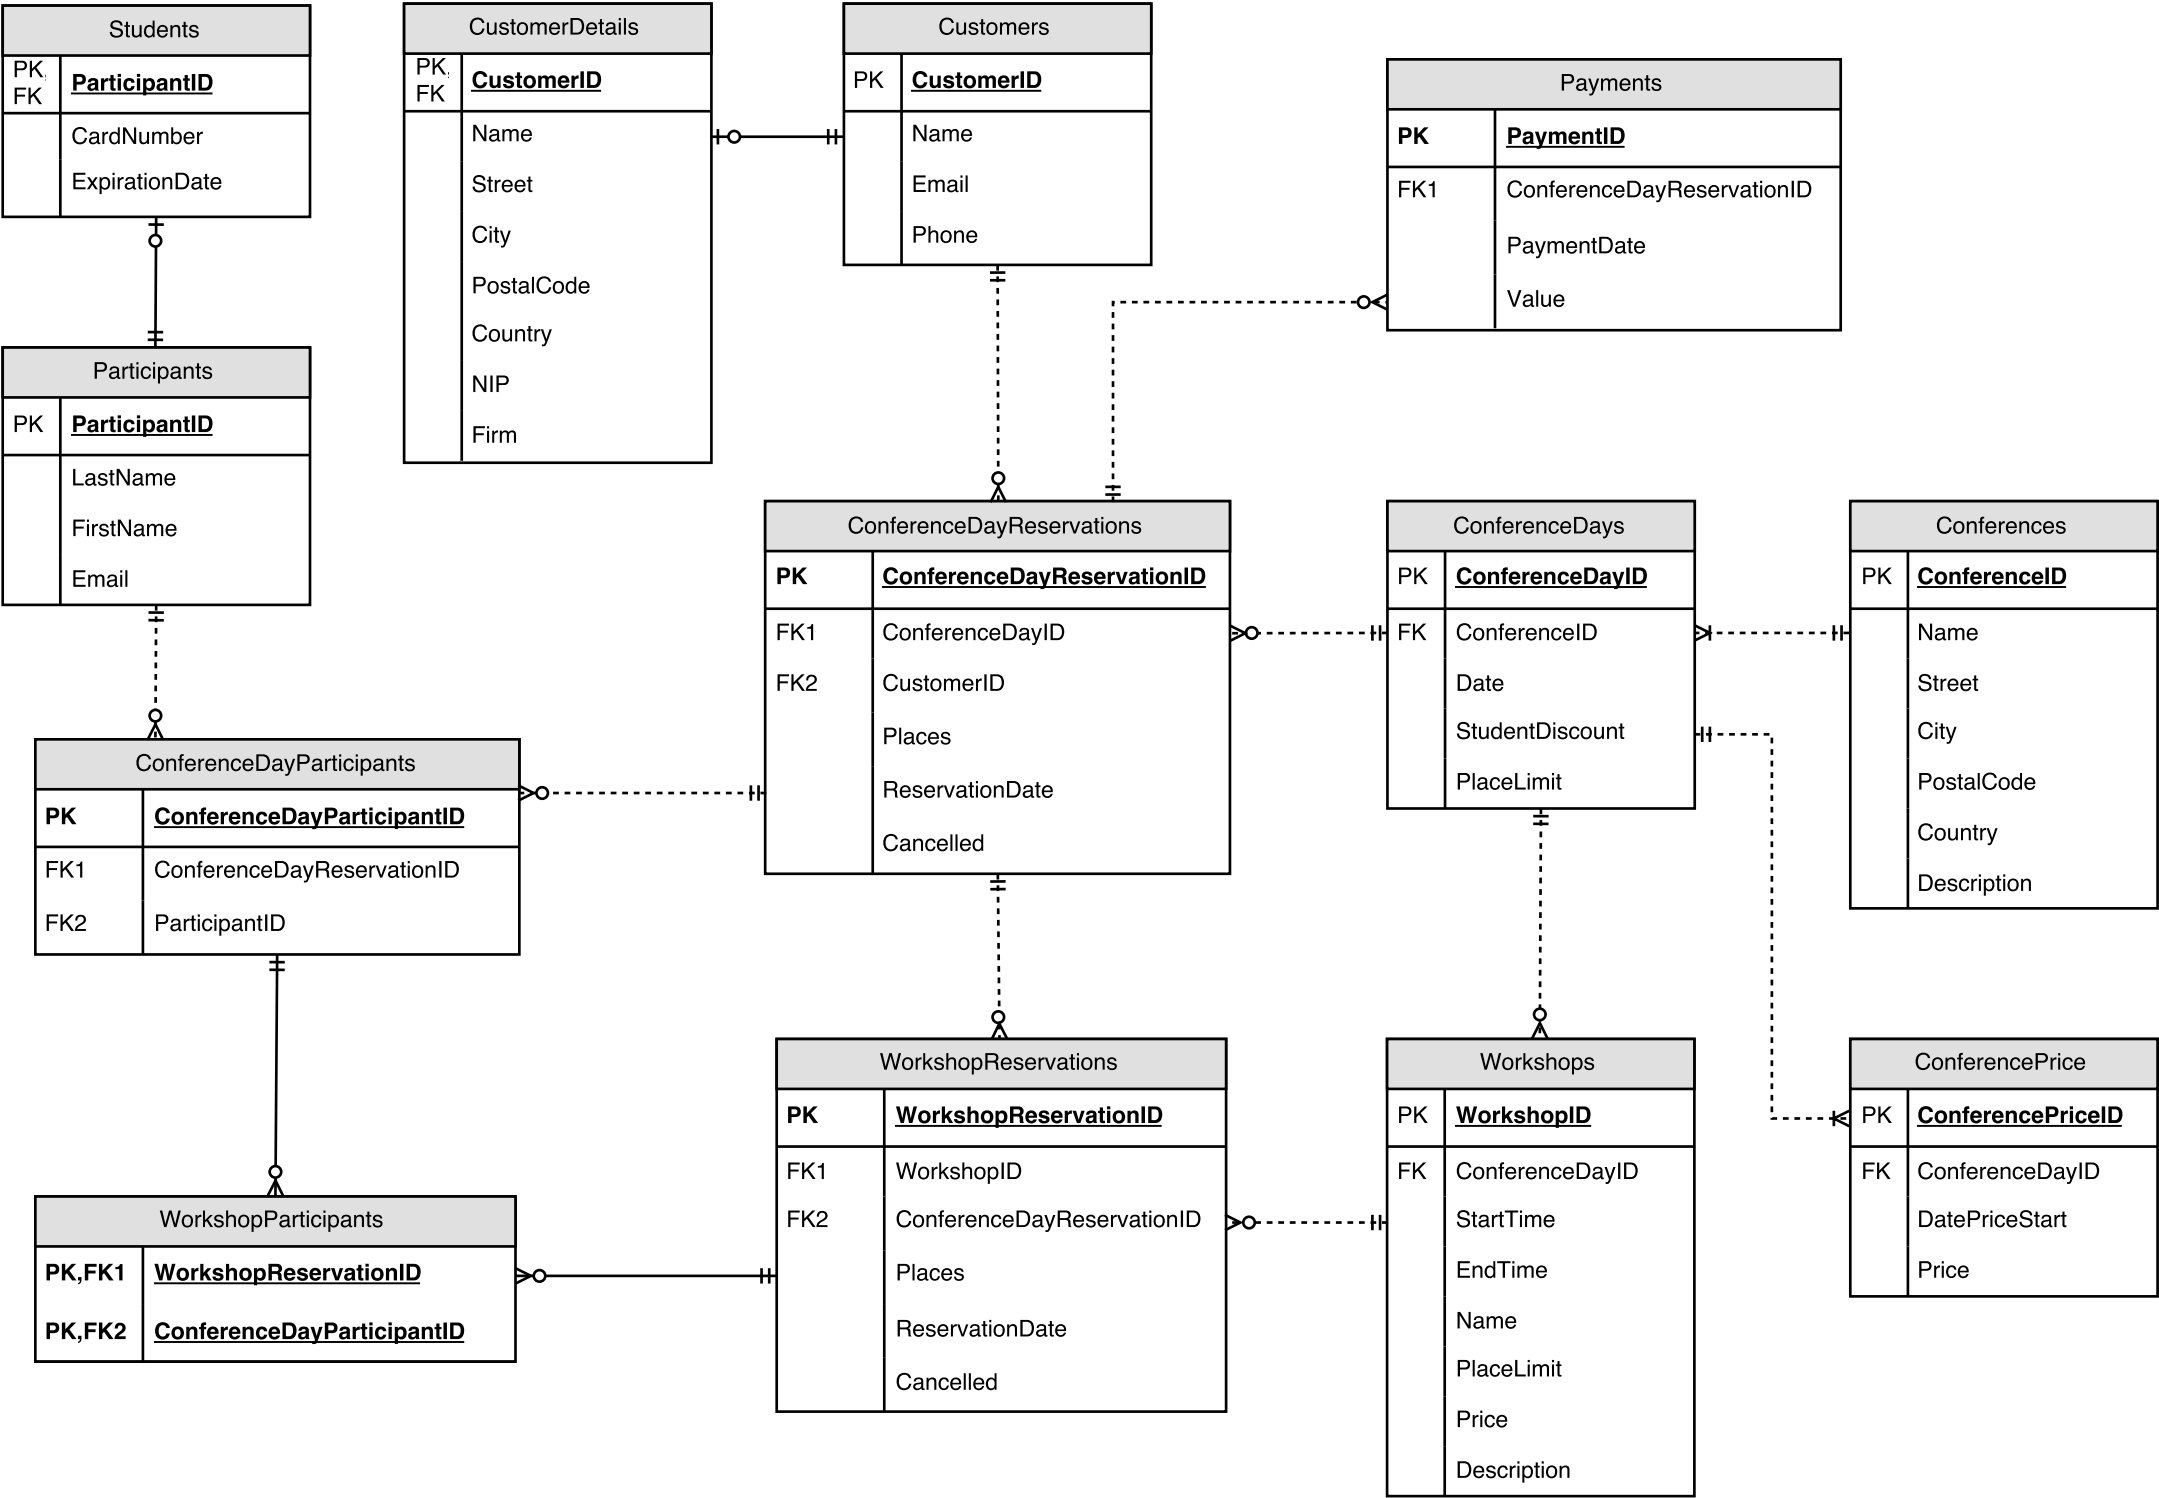 Students
PK,
FK
ParticipantID
CardNumber
ExpirationDate
CustomerDetails
PK,
FK
CustomerID
Name
Street
City
PostalCode
Country
NIP
Firm
Customers
PK CustomerID
Name
Email
Phone
Payments
PK PaymentID
FK1 ConferenceDayReservationID
PaymentDate
Value
Participants
PK ParticipantID
LastName
FirstName
Email
ConferenceDayReservations
PK ConferenceDayReservationID
FK1 ConferenceDayID
FK2 CustomerID
Places
ReservationDate
Cancelled
ConferenceDays
PK ConferenceDayID
FK ConferenceID
Date
StudentDiscount
PlaceLimit
Conferences
PK ConferenceID
Name
Street
City
PostalCode
Country
Description
ConferenceDayParticipants
PK ConferenceDayParticipantID
FK1 ConferenceDayReservationID
FK2 ParticipantID
WorkshopParticipants
PK,FK1 WorkshopReservationID
PK,FK2 ConferenceDayParticipantID
WorkshopReservations
PK WorkshopReservationID
FK1 WorkshopID
FK2 ConferenceDayReservationID
Places
ReservationDate
Cancelled
Workshops
PK WorkshopID
FK ConferenceDayID
StartTime
EndTime
Name
PlaceLimit
Price
Description
ConferencePrice
PK ConferencePriceID
FK ConferenceDayID
DatePriceStart
Price